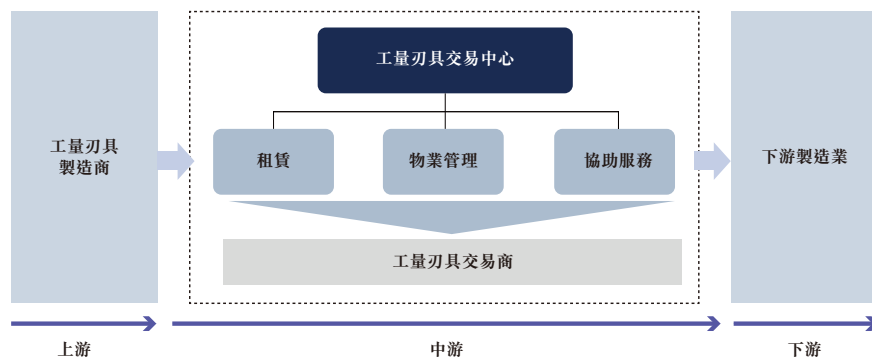 工量刃具交易中心
工量刃具
製造商
租賃
物業管理
協助服務
下游製造業
工量刃具交易商
上游
中游
下游